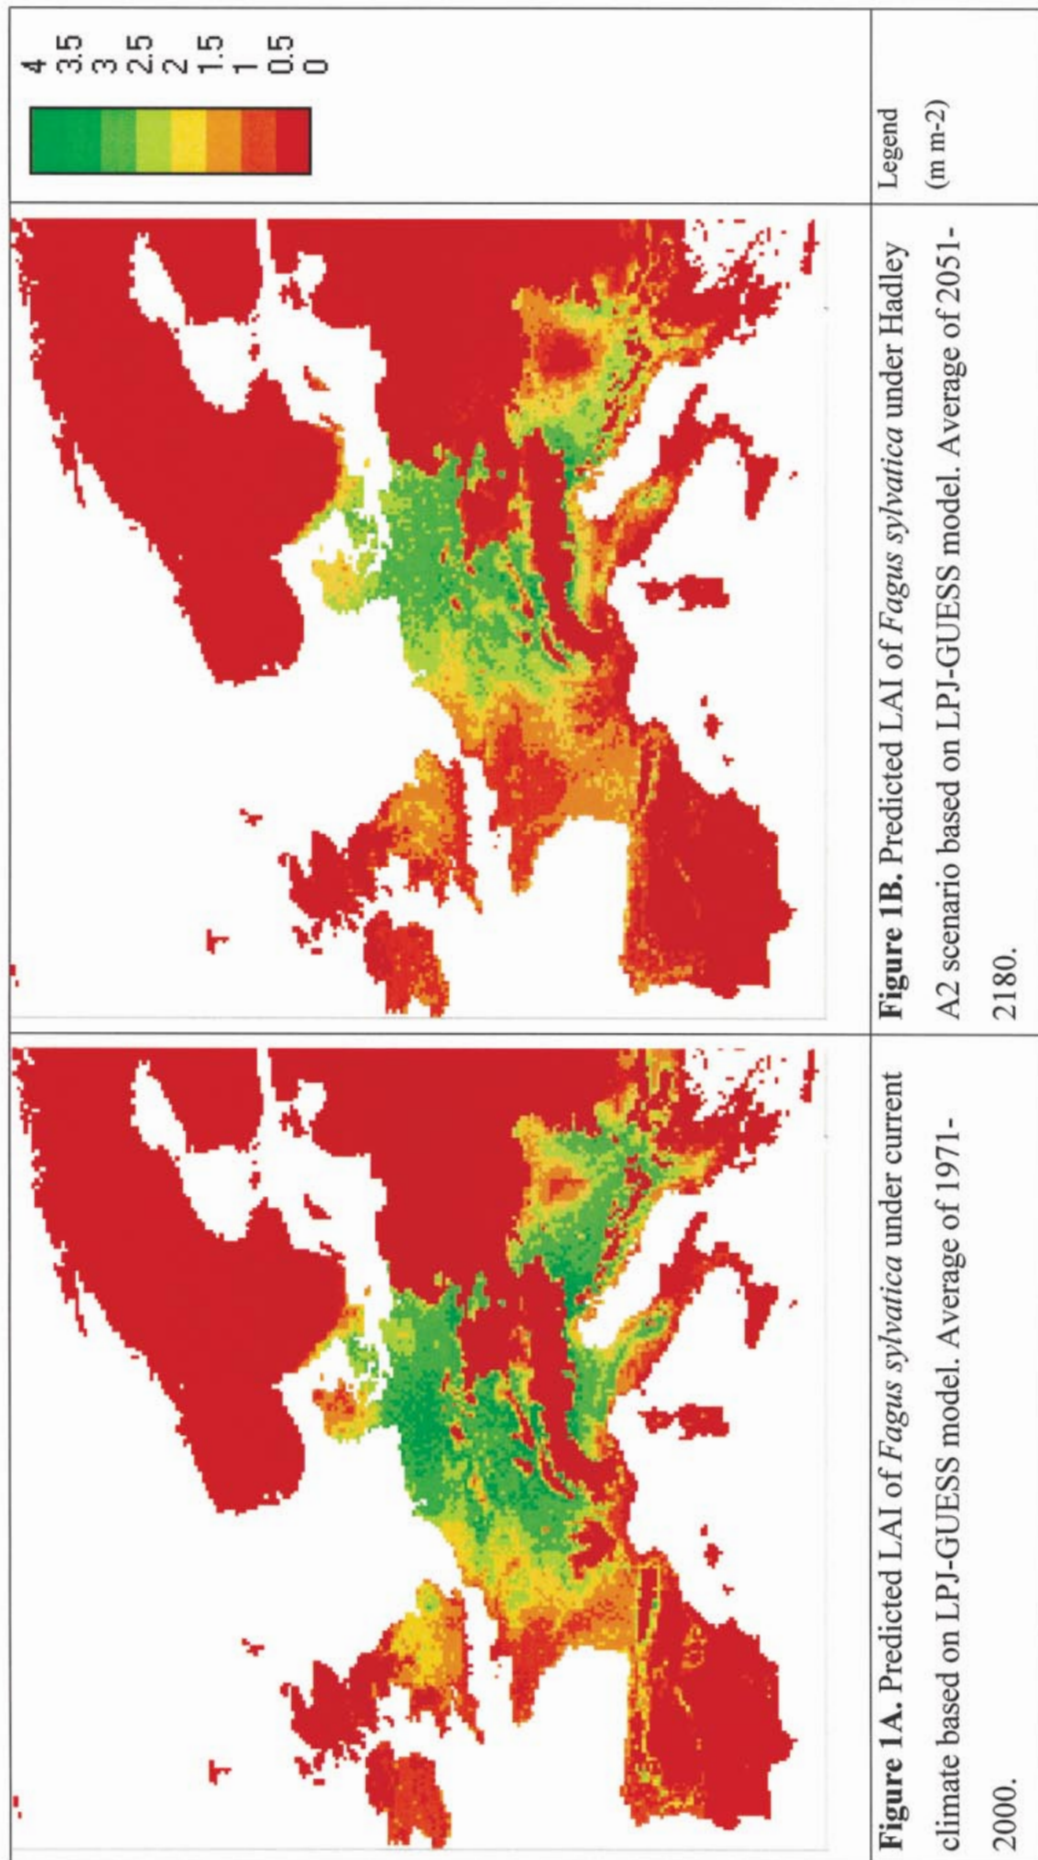 Figure 1A. Predicted LAI of Fagus sylvatica under current
climate based on LPJ-GUESS model. Average of 1971-
2000.
Figure 1B. Predicted LAI of Fagus sylvatica under Hadley
A2 scenario based on LPJ-GUESS model. Average of 2051-
2180.
4
3.5
3
2.5
2
1.5
1
0.5
0
Legend
(m m-2)